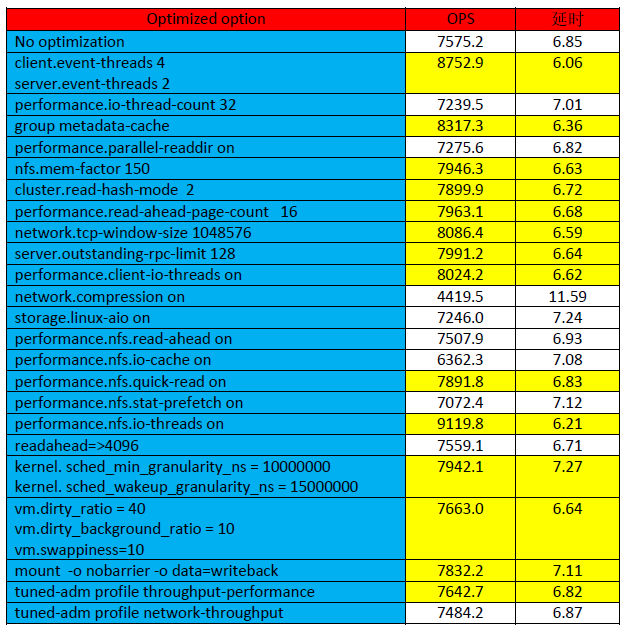 Optimized option OPS 延时
No optimization 7575.2 6.85
client.event-threads 4 8752.9 6.06
server.event-threads 2
performance.io-thread-count 32 7239.5 7.01
group metadata-cache 8317.3 6.36
performance.parallel-readdir on 7275.6 6.82
nfs.mem-factor 150 7946.3 6.63
cluster.read-hash-mode 2 7899.9 6.72
performance.read-ahead-page-count 16 7963.1 6.68
network.tcp-window-size 1048576 8086.4 6.59
server.outstanding-rpc-limit 128 7991.2 6.64
performance.client-io-threads on 8024.2 6.62
network.compression on 4419.5 11.59
storage.linux-aio on 7246.0 7.24
performance.nfs.read-ahead on 7507.9 6.93
performance.nfs.io-cache on 6362.3 7.08
performance.nfs.quick-read on 7891.8 6.83
performance.nfs.stat-prefetch on 7072.4 7.12
performance.nfs.io-threads on 9119.8 6.21
readahead=>4096 7559.1 6.71
kernel. sched_min_granularity_ns = 10000000 7942.1 7.27
kernel. sched_wakeup_granularity_ns = 15000000
vm.dirty_ratio = 40 7663.0 6.64
vm.dirty_background_ratio = 10
vm.swappiness=10
mount -o nobarrier -o data=writeback 7832.2 7.11
tuned-adm profile throughput-performance 7642.7 6.82
tuned-adm profile network-throughput 7484.2 6.87